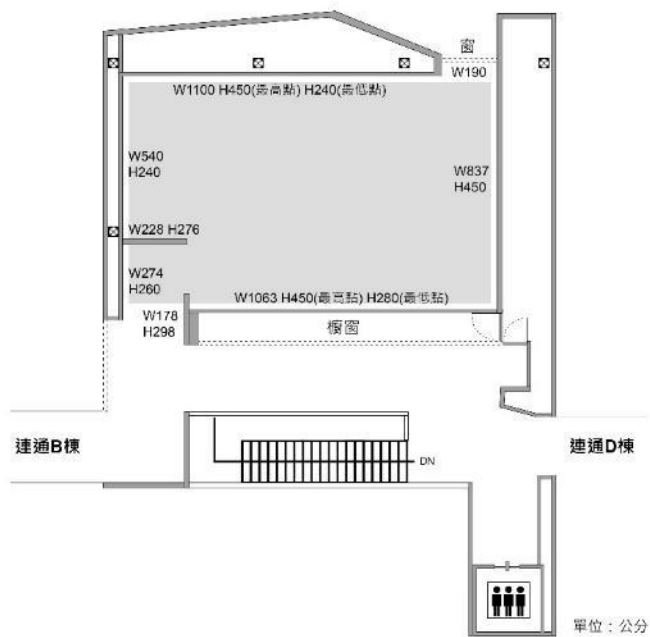 窗
W190
W1100 H450(最高點) H240(最低點)
W540
H240
W837
H450
W228 H276
W274
H260
W1063 H450(最高點) H280(最低點)
W178
H298
櫥窗
連通B棟
DN
連通D棟
單位：公分